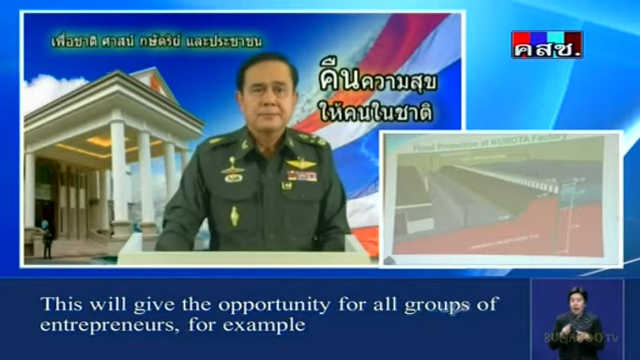 เพื่อชาติ ศาสน์ กษัตริย์ และประชาชน
คสช.
คืนความสุข
ให้คนในชาติ
Flood Protection at KUBOTA Factory
This will give the opportunity for all groups of
entrepreneurs, for example
BUGABOO TV